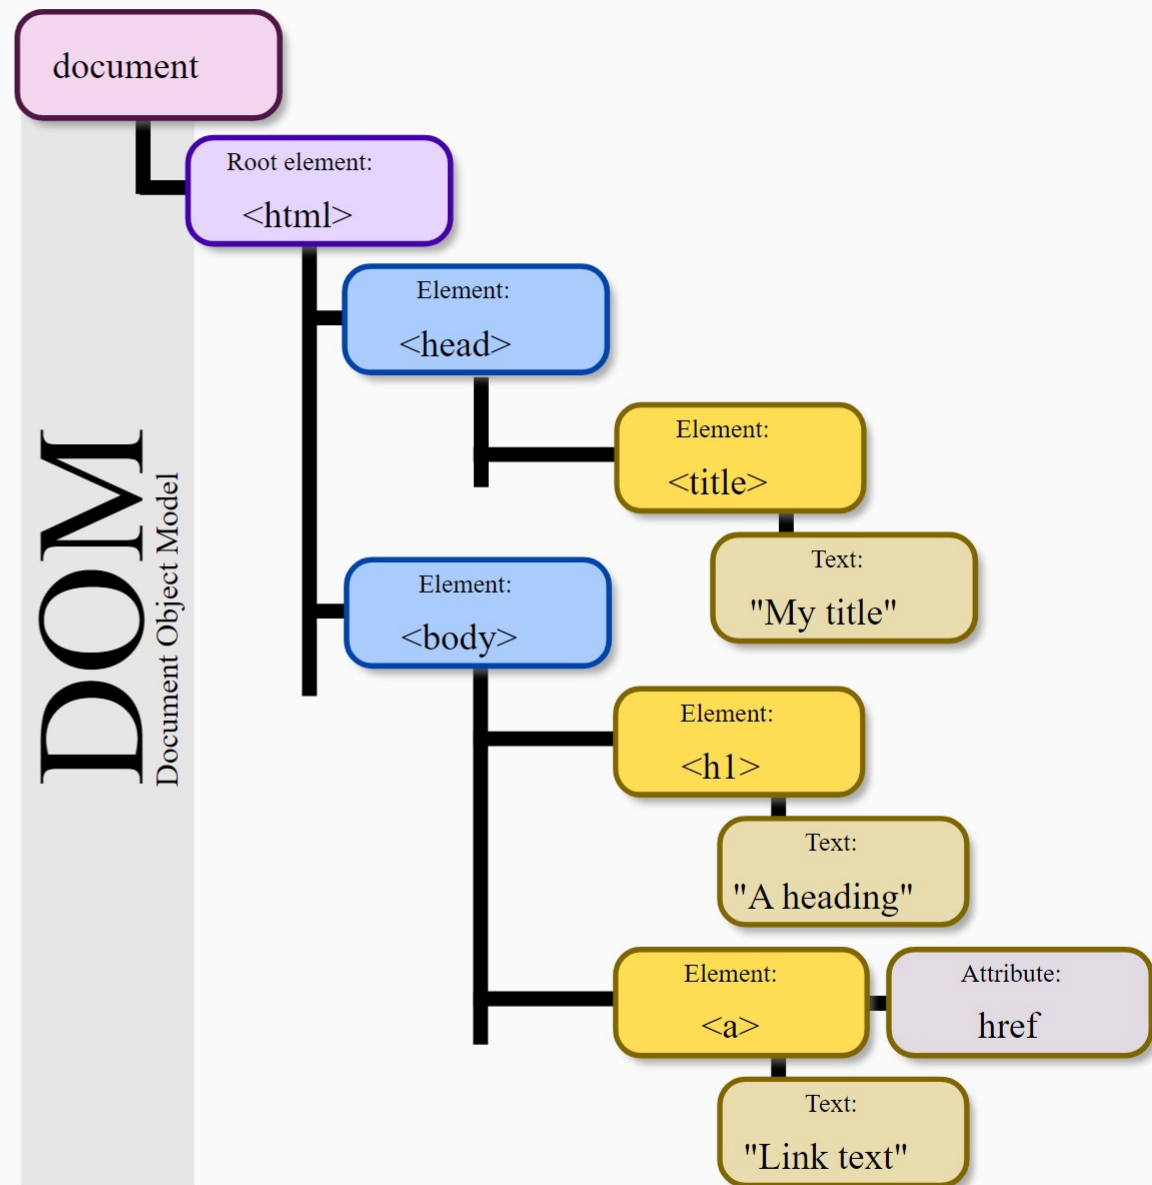 document
Root element:
<html>
Element:
<head>
Element:
<title>
Text:
"My title"
Element:
<body>
Element:
<h1>
Text:
"A heading"
Element:
<a>
Attribute:
href
Text:
"Link text"
DOM
Document Object Model